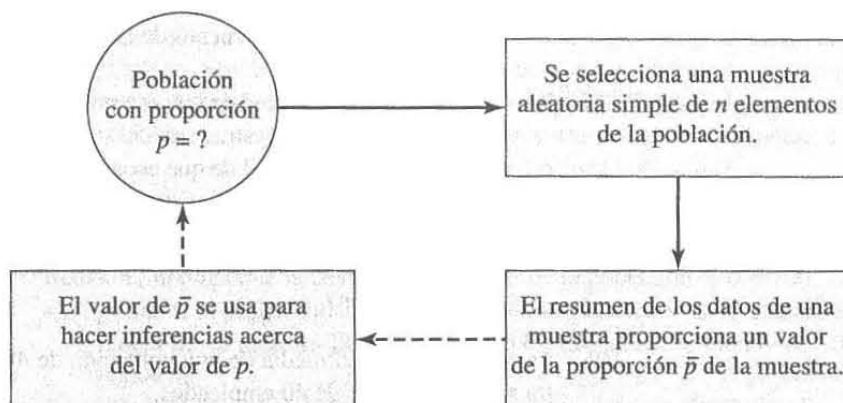 Población
con proporción
p = ?
Se selecciona una muestra
aleatoria simple de n elementos
de la población.
El resumen de los datos de una
muestra proporciona un valor
de la proporción p̄ de la muestra.
El valor de p̄ se usa para
hacer inferencias acerca
del valor de p.